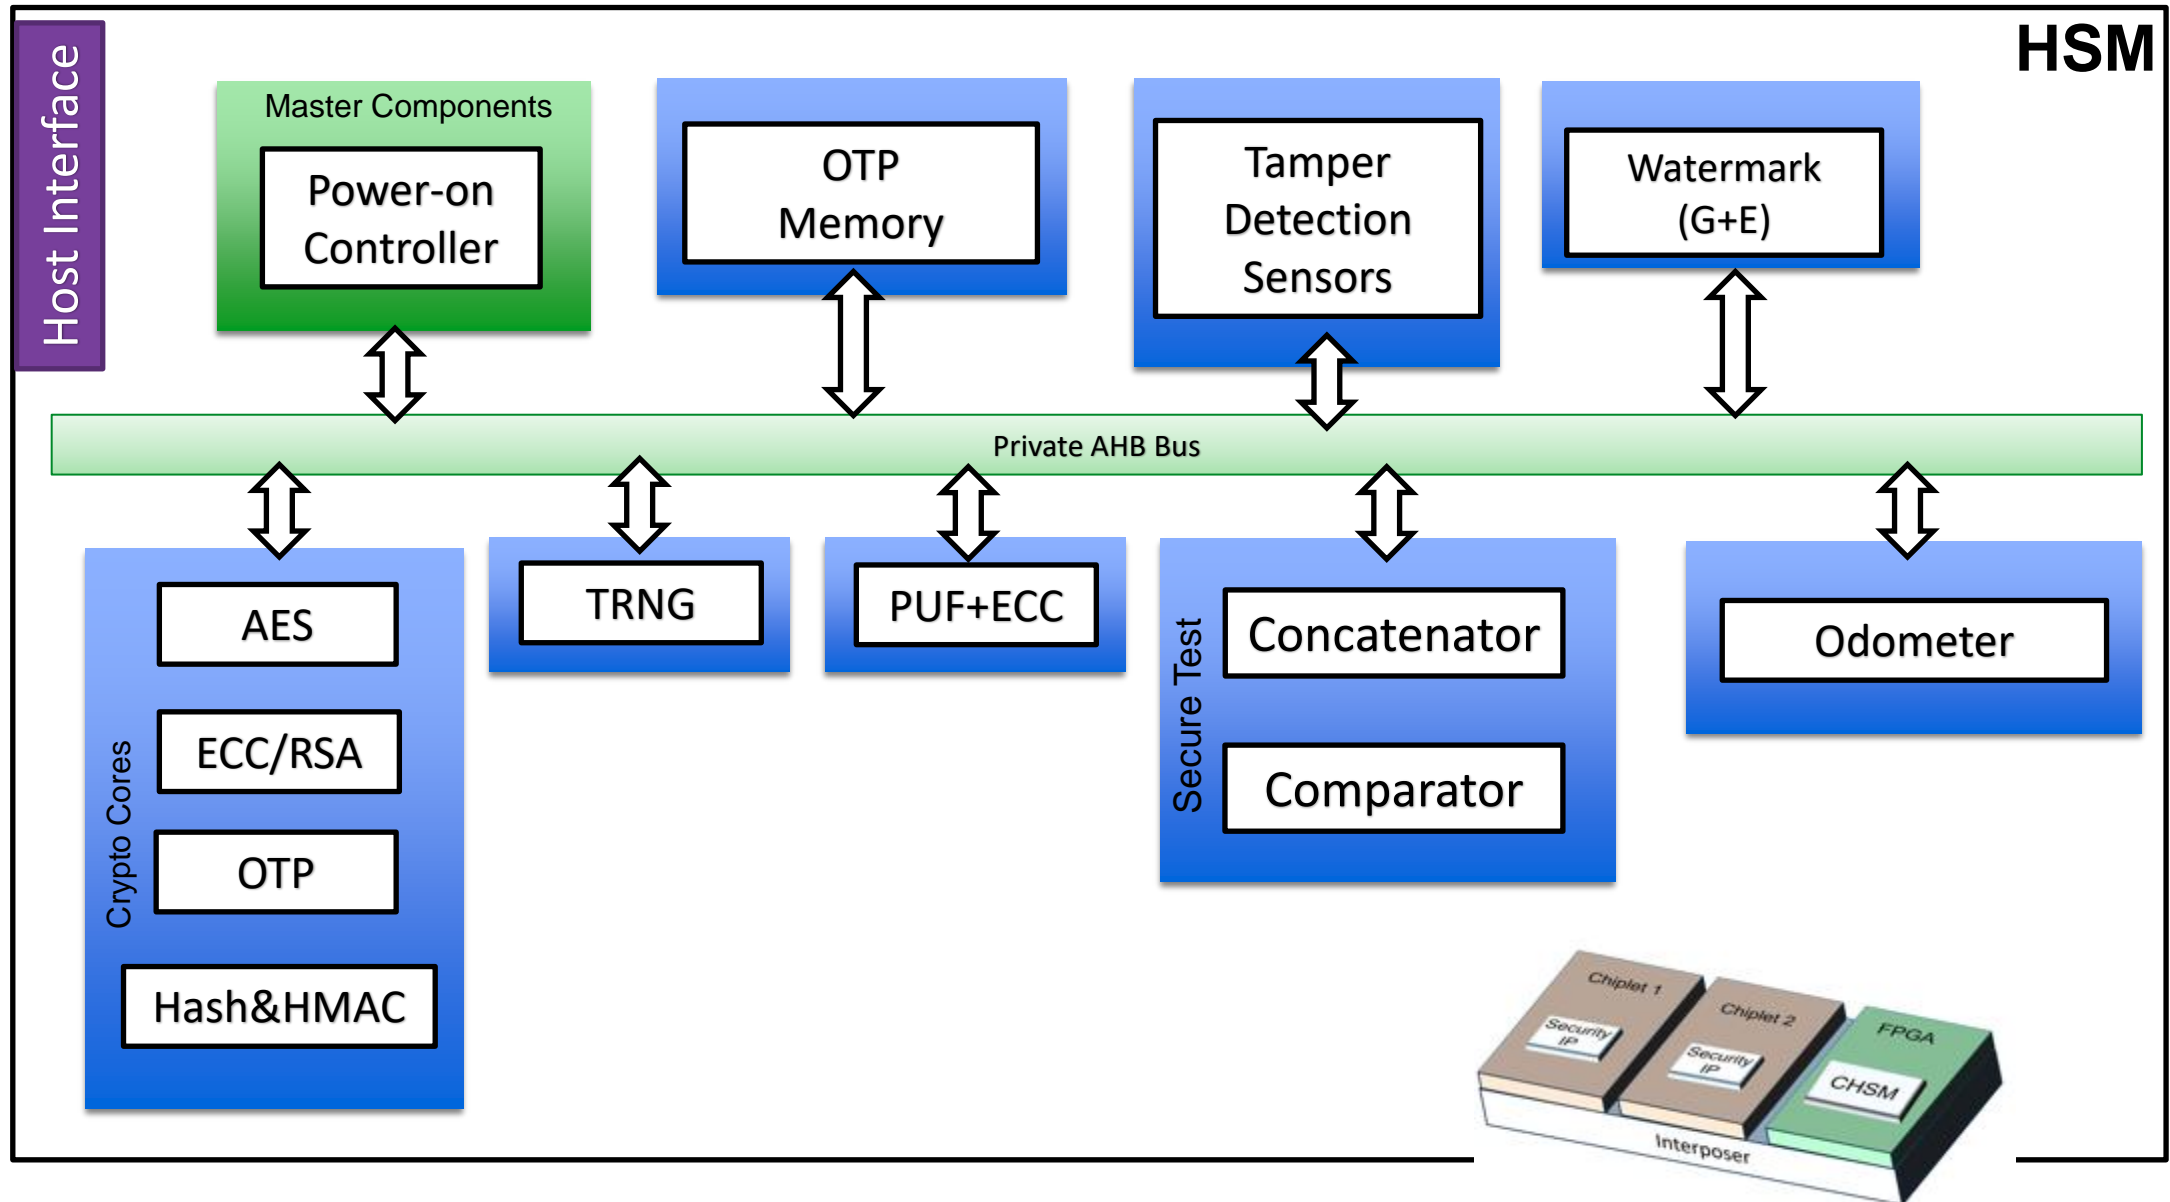 HSM
Host Interface
Master Components
Power-on
Controller
OTP
Memory
Tamper
Detection
Sensors
Watermark
(G+E)
Private AHB Bus
Crypto Cores
AES
ECC/RSA
OTP
Hash&HMAC
TRNG
PUF+ECC
Secure Test
Concatenator
Comparator
Odometer
Chiplet 1
Security
IP
Chiplet 2
Security
IP
FPGA
CHSM
Interposer